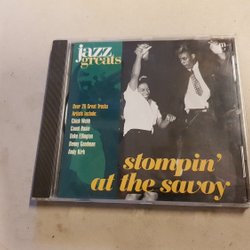 jazz
greats
Over 20 Great Tracks
Artists include:
Chick Webb
Count Basie
Duke Ellington
Benny Goodman
Andy Kirk
stompin'
at the savoy